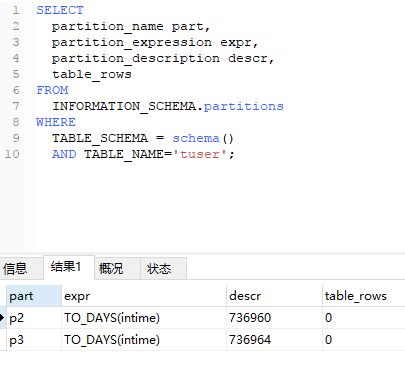 1 SELECT
2 partition_name part,
3 partition_expression expr,
4 partition_description descr,
5 table_rows
6 FROM
7 INFORMATION_SCHEMA.partitions
8 WHERE
9 TABLE_SCHEMA = schema()
10 AND TABLE_NAME='tuser';
信息 结果1 概况 状态
part expr descr table_rows
p2 TO_DAYS(intime) 736960 0
p3 TO_DAYS(intime) 736964 0